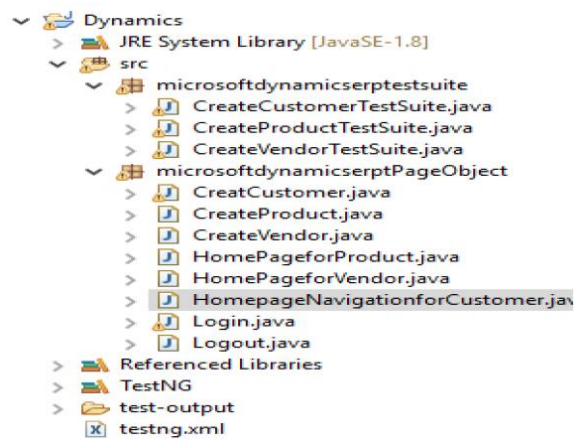 Dynamics
JRE System Library [JavaSE-1.8]
src
microsoftdynamicserptestsuite
CreateCustomerTestSuite.java
CreateProductTestSuite.java
CreateVendorTestSuite.java
microsoftdynamicserptPageObject
CreatCustomer.java
CreateProduct.java
CreateVendor.java
HomePageforProduct.java
HomePageforVendor.java
HomepageNavigationforCustomer.jav
Login.java
Logout.java
Referenced Libraries
TestNG
test-output
testng.xml